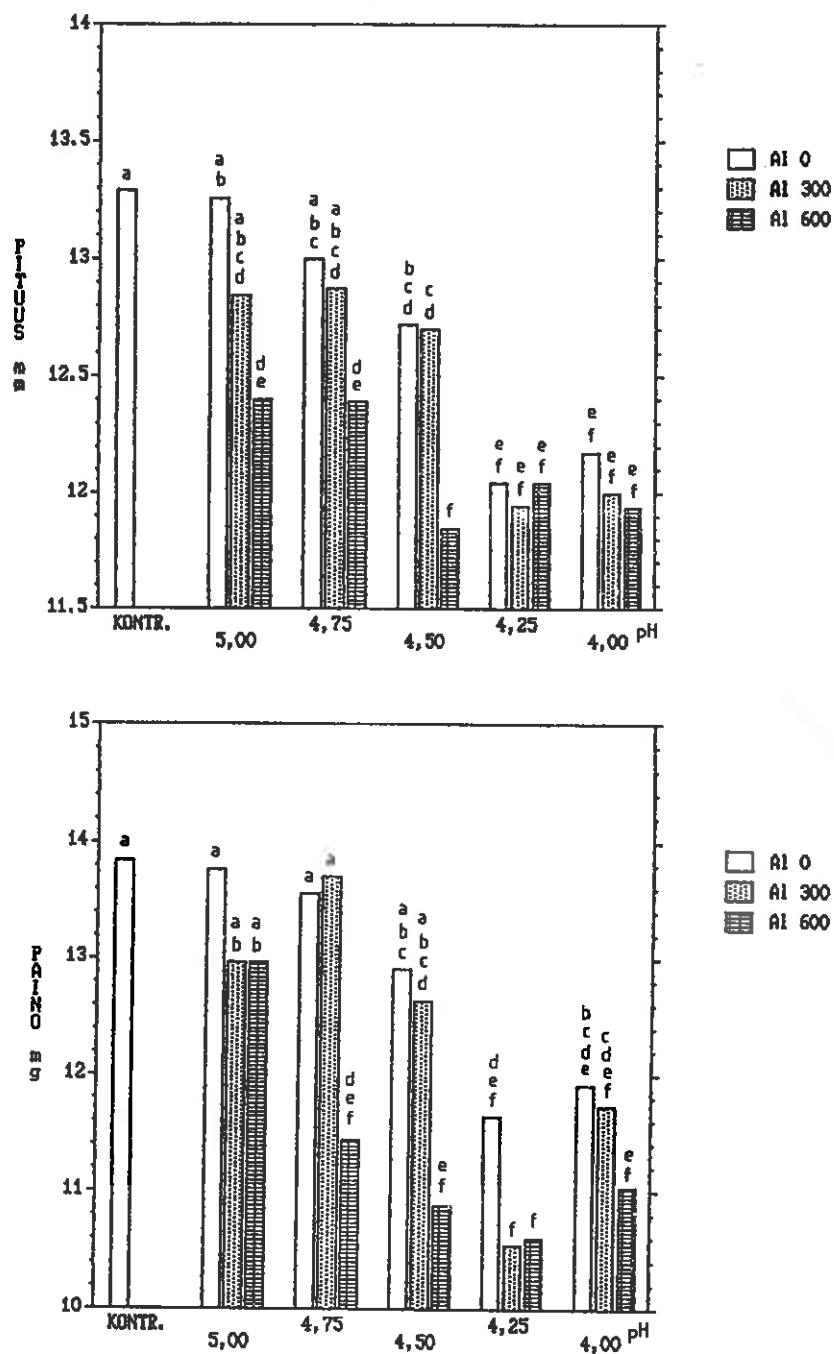 14
13.5
13
12.5
12
11.5
PITUUS mm
a
a
b
a
b
c
d
d
e
a
b
c
a
b
c
d
d
e
b
c
d
c
d
f
e
f
e
f
e
f
e
f
e
f
e
f
KONTR.
5,00
4,75
4,50
4,25
4,00
pH
Al 0
Al 300
Al 600
15
14
13
12
11
10
PAINO mg
a
a
a
b
a
b
a
a
d
e
f
a
b
c
a
b
c
d
e
f
d
e
f
f
f
b
c
d
e
c
d
e
f
e
f
KONTR.
5,00
4,75
4,50
4,25
4,00
pH
Al 0
Al 300
Al 600